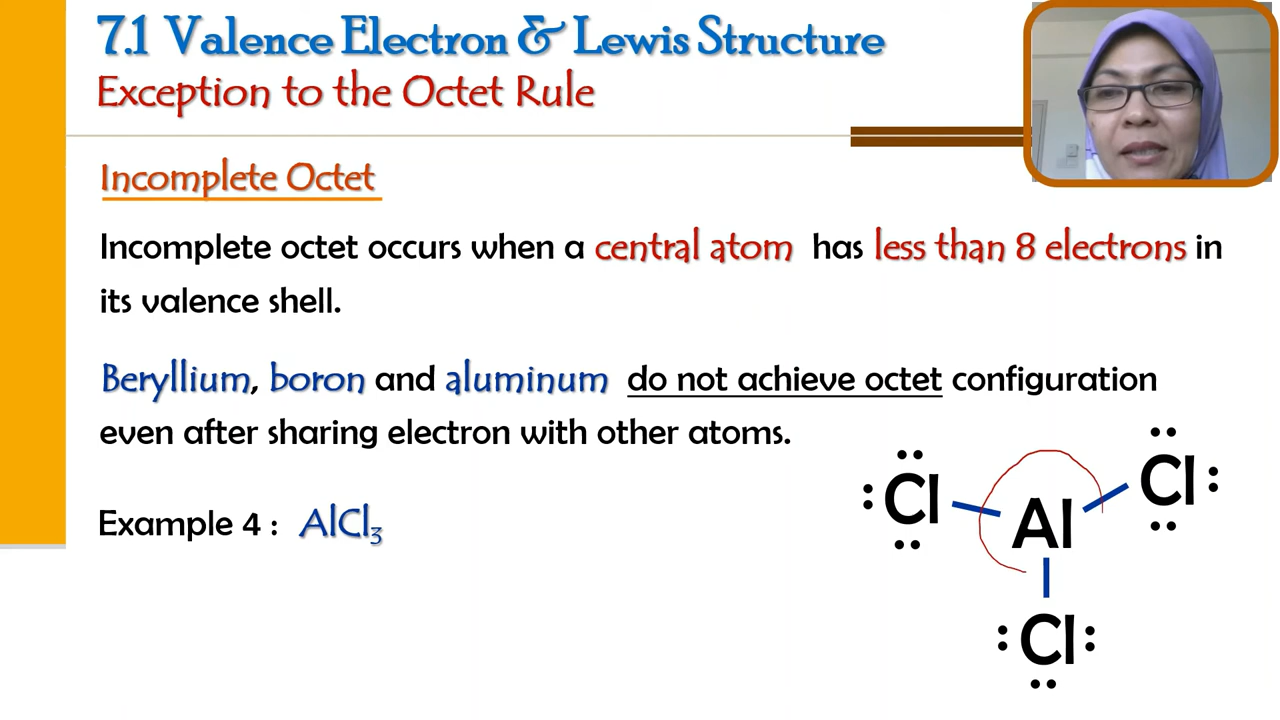 7.1 Valence Electron & Lewis Structure
Exception to the Octet Rule
Incomplete Octet
Incomplete octet occurs when a central atom has less than 8 electrons in
its valence shell.
Beryllium, boron and aluminum do not achieve octet configuration
even after sharing electron with other atoms.
Example 4 : AlCl₃
Cl
Al
Cl
Cl